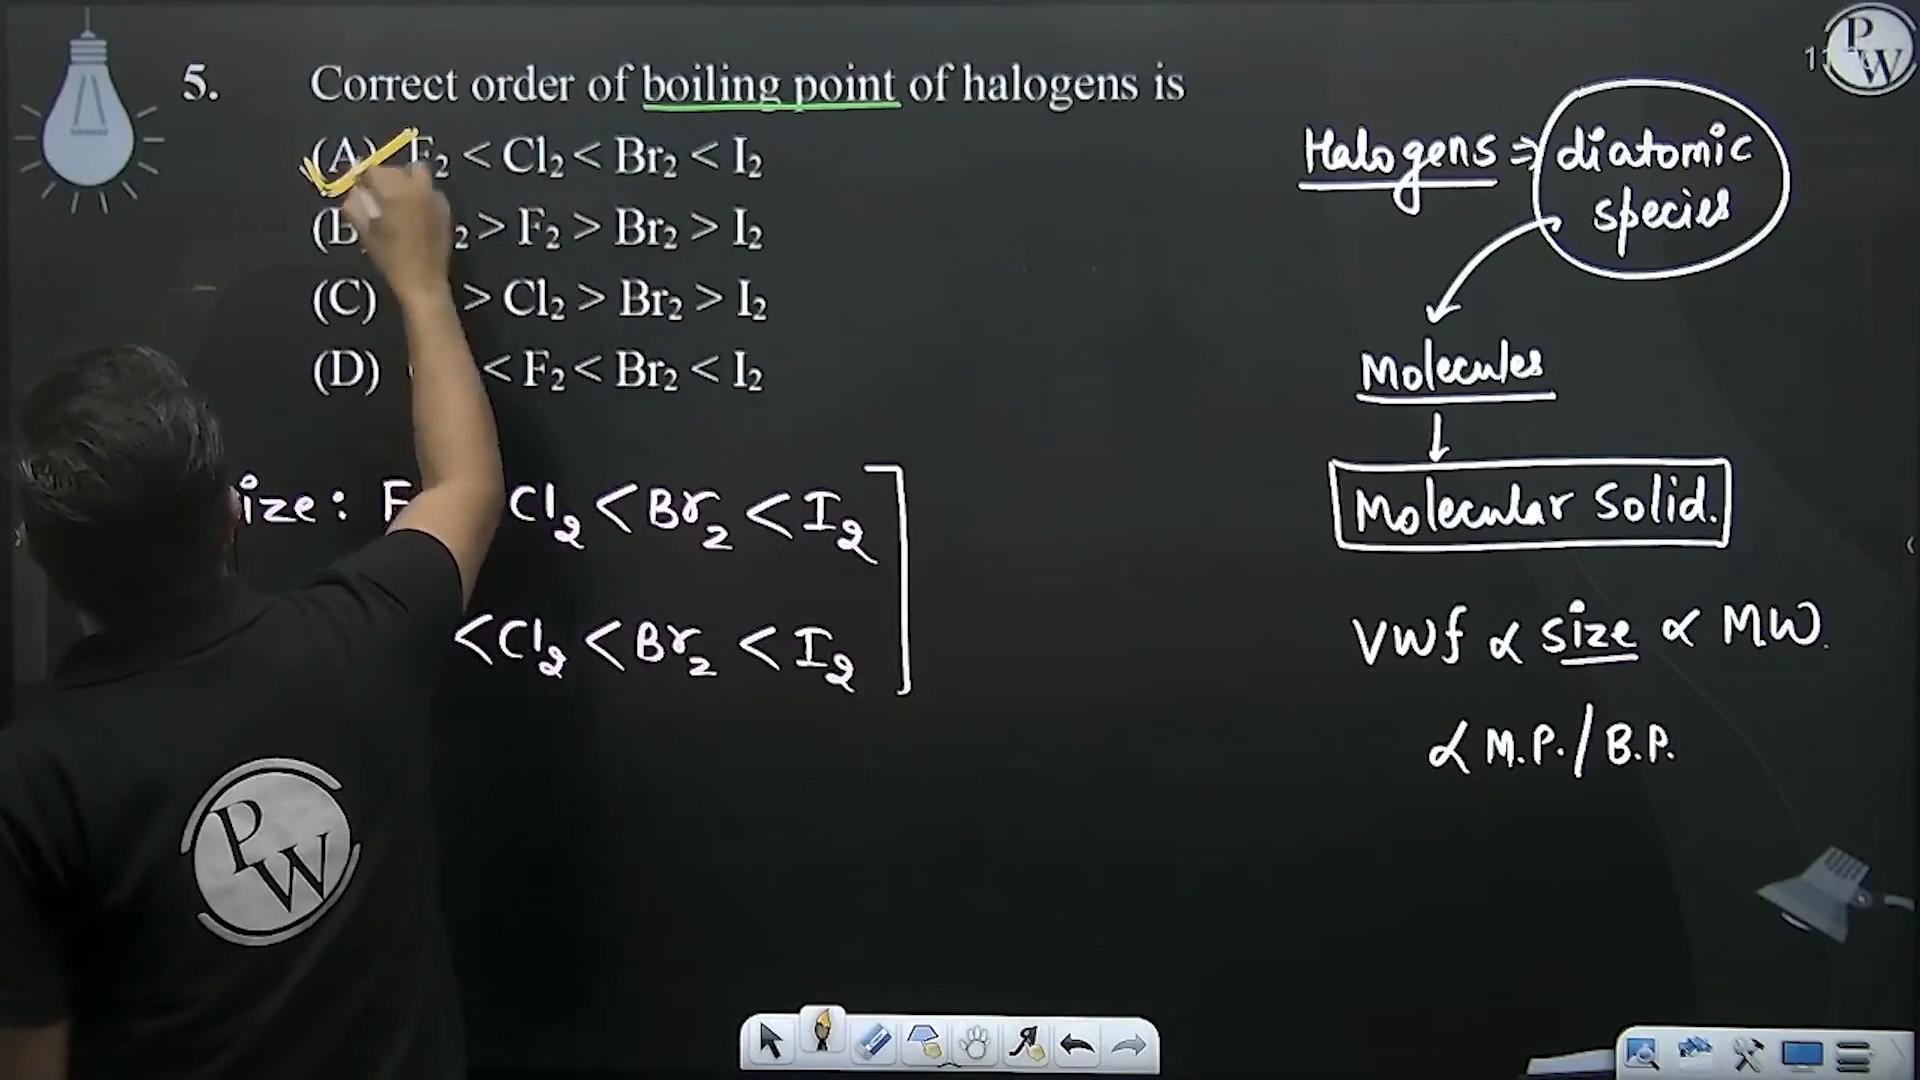 5. Correct order of boiling point of halogens is
(A) F₂ < Cl₂ < Br₂ < I₂
(B) ₂ > F₂ > Br₂ > I₂
(C) > Cl₂ > Br₂ > I₂
(D) < F₂ < Br₂ < I₂
ize : F Cl₂ < Br₂ < I₂
< Cl₂ < Br₂ < I₂
Halogens ⇒ diatomic
species
Molecules
↓
Molecular Solid.
VWf ∝ size ∝ M.W.
∝ M.P. / B.P.
PW
PW